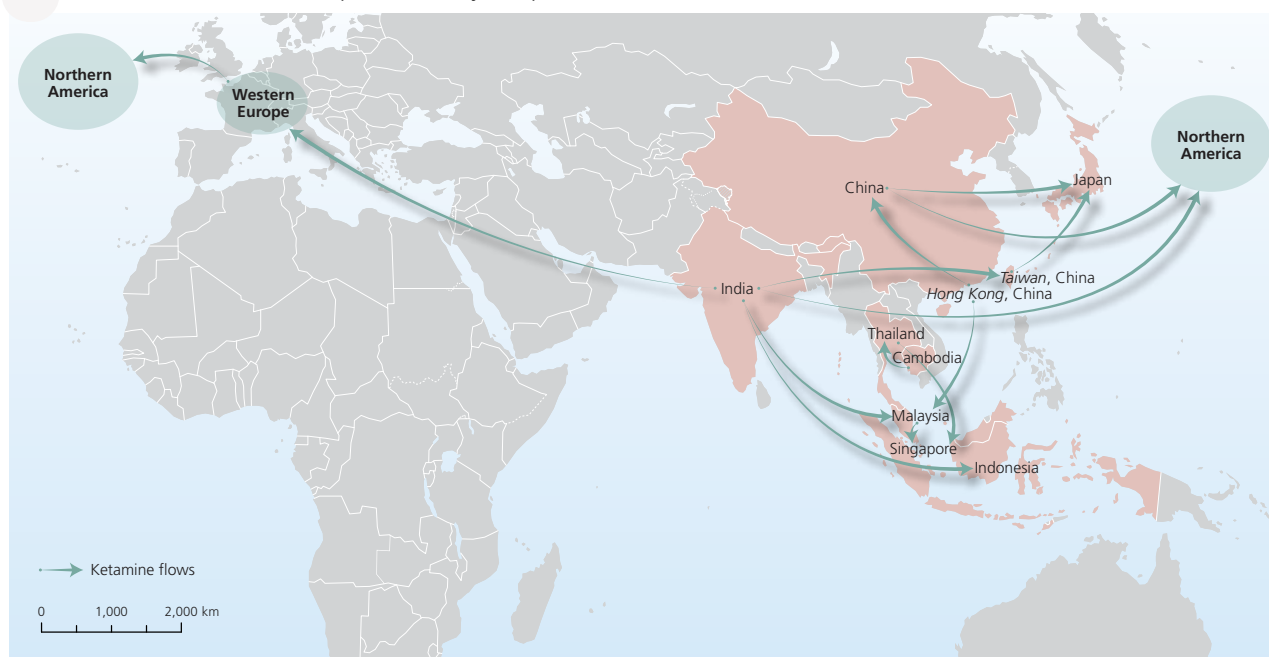 Northern
America
Western
Europe
Northern
America
China
Japan
Taiwan, China
India
Hong Kong, China
Thailand
Cambodia
Malaysia
Singapore
Indonesia
Ketamine flows
0 1,000 2,000 km